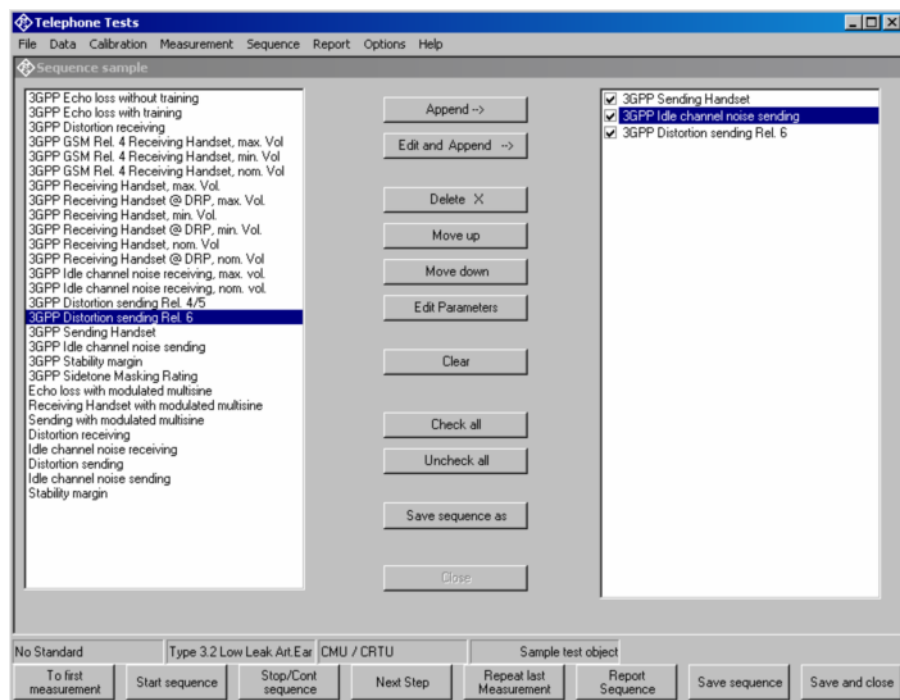 Telephone Tests
File Data Calibration Measurement Sequence Report Options Help
Sequence sample
3GPP Echo loss without training
3GPP Echo loss with training
3GPP Distortion receiving
3GPP GSM Rel. 4 Receiving Handset, max. Vol
3GPP GSM Rel. 4 Receiving Handset, min. Vol
3GPP GSM Rel. 4 Receiving Handset, nom. Vol
3GPP Receiving Handset, max. Vol.
3GPP Receiving Handset @ DRP, max. Vol.
3GPP Receiving Handset, min. Vol.
3GPP Receiving Handset @ DRP, min. Vol.
3GPP Receiving Handset, nom. Vol
3GPP Receiving Handset @ DRP, nom. Vol
3GPP Idle channel noise receiving, max. vol.
3GPP Idle channel noise receiving, nom. vol.
3GPP Distortion sending Rel. 4/5
3GPP Distortion sending Rel. 6
3GPP Sending Handset
3GPP Idle channel noise sending
3GPP Stability margin
3GPP Sidetone Masking Rating
Echo loss with modulated multisine
Receiving Handset with modulated multisine
Sending with modulated multisine
Distortion receiving
Idle channel noise receiving
Distortion sending
Idle channel noise sending
Stability margin
Append -->
Edit and Append -->
Delete X
Move up
Move down
Edit Parameters
Clear
Check all
Uncheck all
Save sequence as
Close
3GPP Sending Handset
3GPP Idle channel noise sending
3GPP Distortion sending Rel. 6
No Standard
Type 3.2 Low Leak Art.Ear
CMU / CRTU
Sample test object
To first
measurement
Start sequence
Stop/Cont
sequence
Next Step
Repeat last
Measurement
Report
Sequence
Save sequence
Save and close